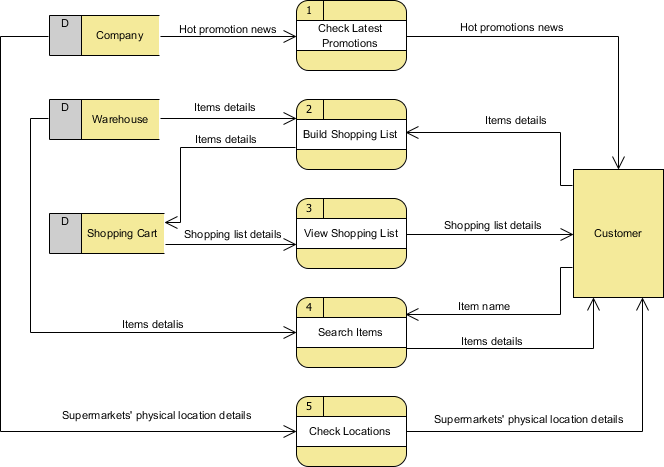 1
D
Company
Hot promotion news
Check Latest
Promotions
Hot promotions news
D
Warehouse
Items details
2
Build Shopping List
Items details
Items details
D
Shopping Cart
Shopping list details
3
View Shopping List
Shopping list details
Customer
4
Search Items
Item name
Items detalis
Items details
5
Check Locations
Supermarkets' physical location details
Supermarkets' physical location details